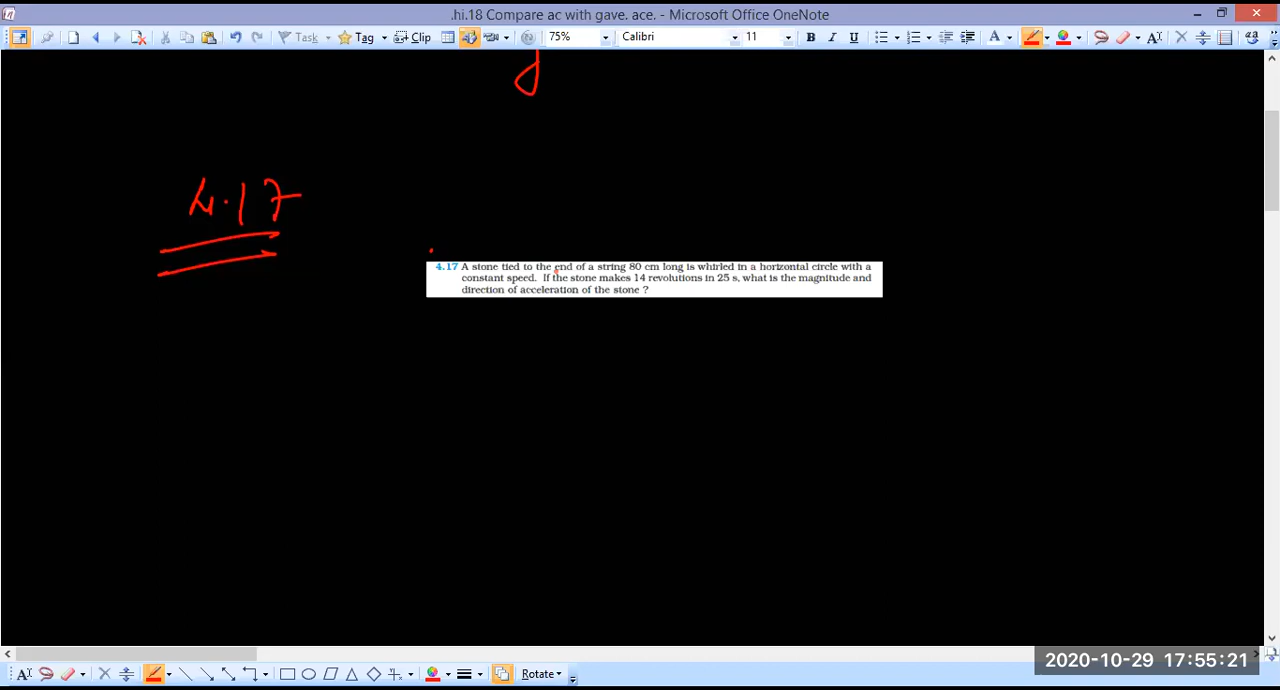 .hi.18 Compare ac with gave. ace. - Microsoft Office OneNote
Task Tag Clip 75% Calibri 11 B I U A
g
4.17
4.17 A stone tied to the end of a string 80 cm long is whirled in a horizontal circle with a
constant speed. If the stone makes 14 revolutions in 25 s, what is the magnitude and
direction of acceleration of the stone ?
2020-10-29 17:55:21
Rotate